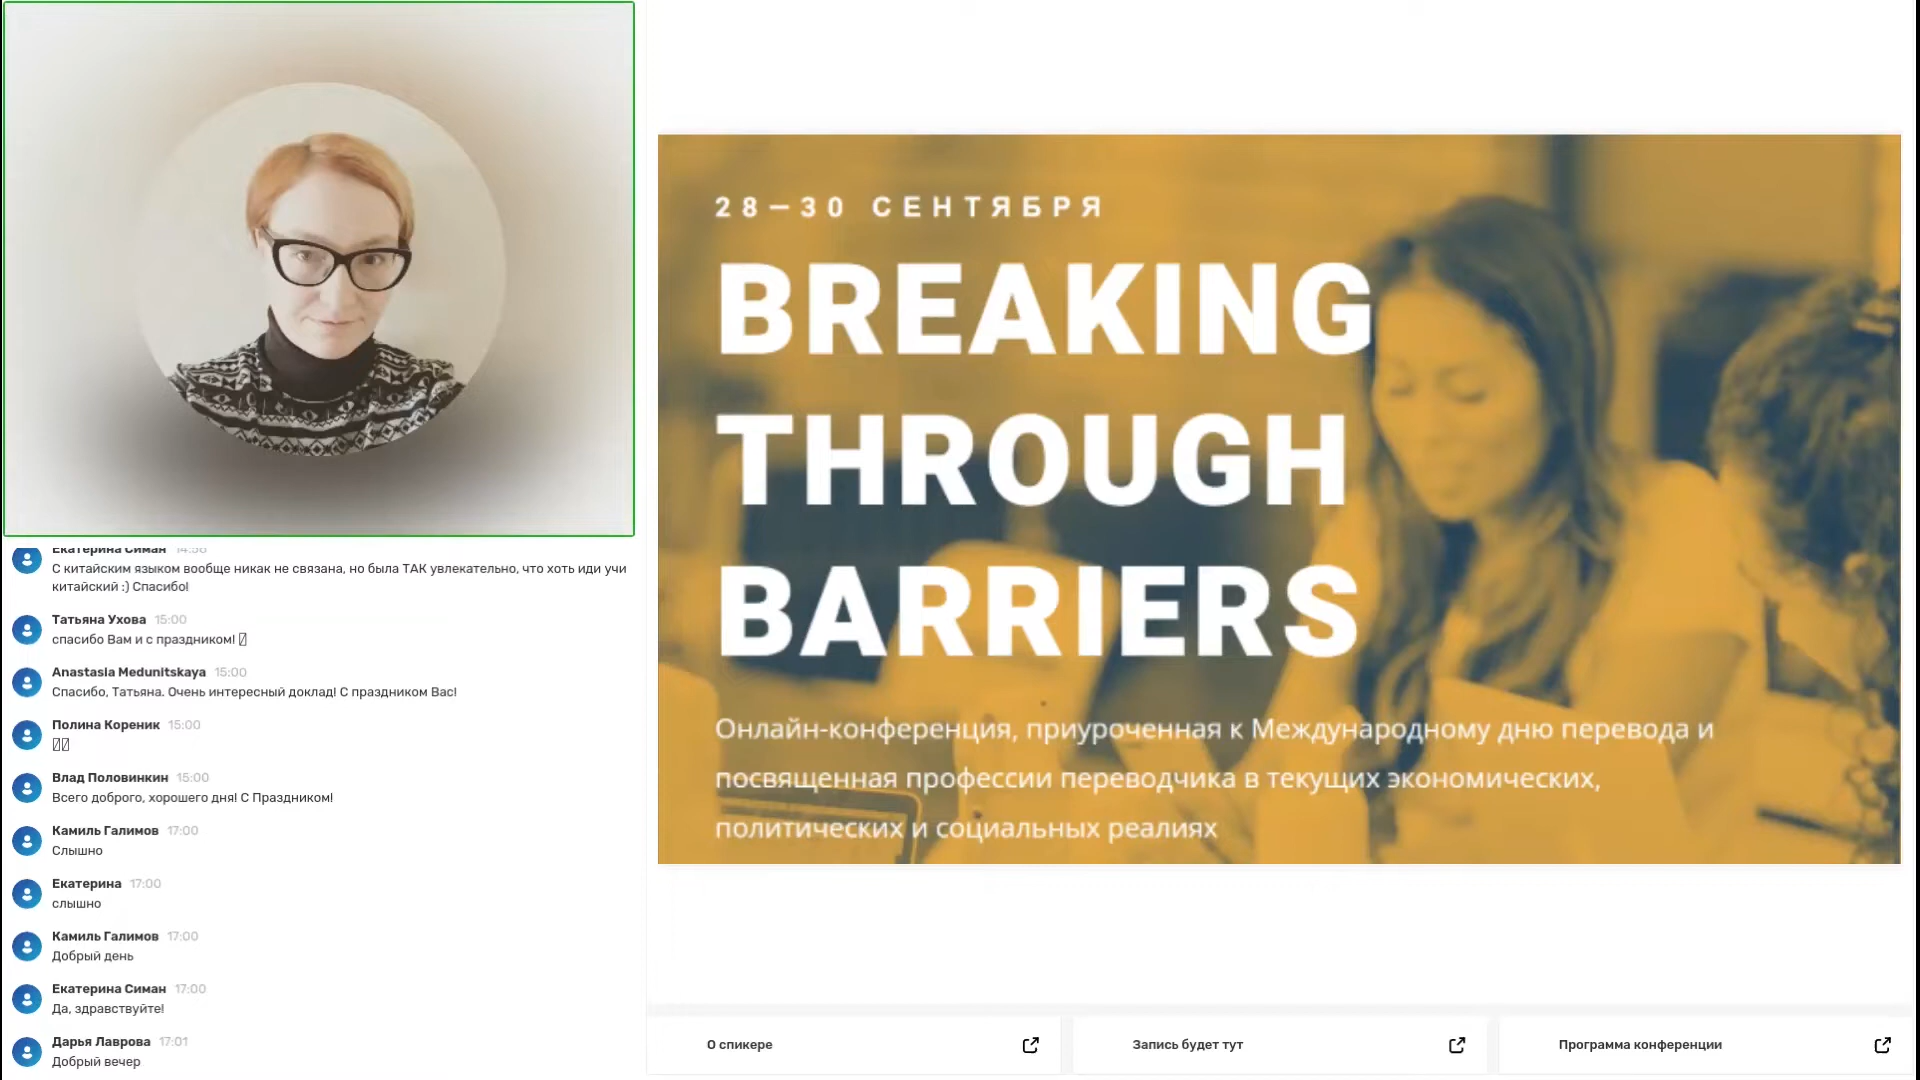 Екатерина Симан 14:58
С китайским языком вообще никак не связана, но была ТАК увлекательно, что хоть иди учи
китайский :) Спасибо!
Татьяна Ухова 15:00
спасибо Вам и с праздником!
Anastasia Medunitskaya 15:00
Спасибо, Татьяна. Очень интересный доклад! С праздником Вас!
Полина Кореник 15:00
Влад Половинкин 15:00
Всего доброго, хорошего дня! С Праздником!
Камиль Галимов 17:00
Слышно
Екатерина 17:00
слышно
Камиль Галимов 17:00
Добрый день
Екатерина Симан 17:00
Да, здравствуйте!
Дарья Лаврова 17:01
Добрый вечер
28—30 СЕНТЯБРЯ
BREAKING
THROUGH
BARRIERS
Онлайн-конференция, приуроченная к Международному дню перевода и
посвященная профессии переводчика в текущих экономических,
политических и социальных реалиях
О спикере
Запись будет тут
Программа конференции